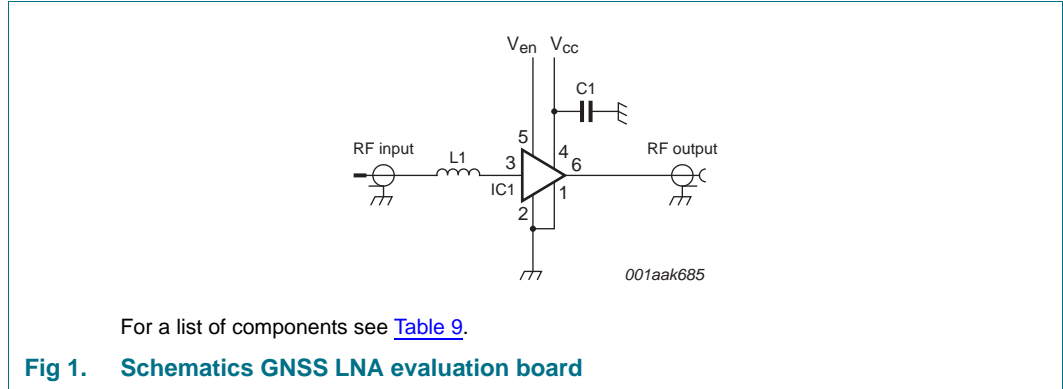 Ven Vcc
C1
5
RF input
L1
3
4
6
RF output
IC1
1
2
001aak685
For a list of components see Table 9.
Fig 1. Schematics GNSS LNA evaluation board